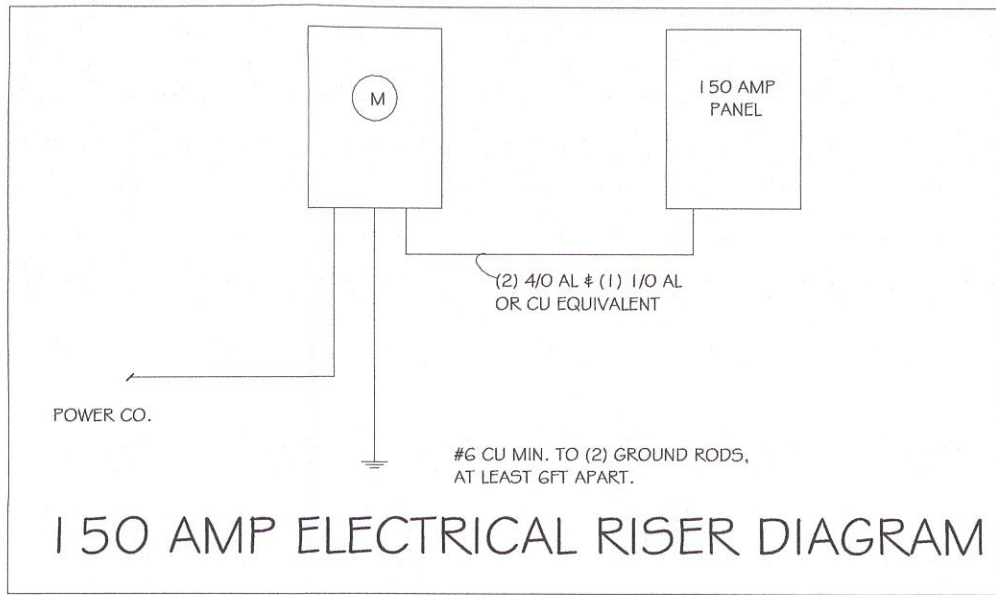 M
150 AMP
PANEL
(2) 4/0 AL & (1) 1/0 AL
OR CU EQUIVALENT
POWER CO.
#6 CU MIN. TO (2) GROUND RODS,
AT LEAST 6FT APART.
150 AMP ELECTRICAL RISER DIAGRAM